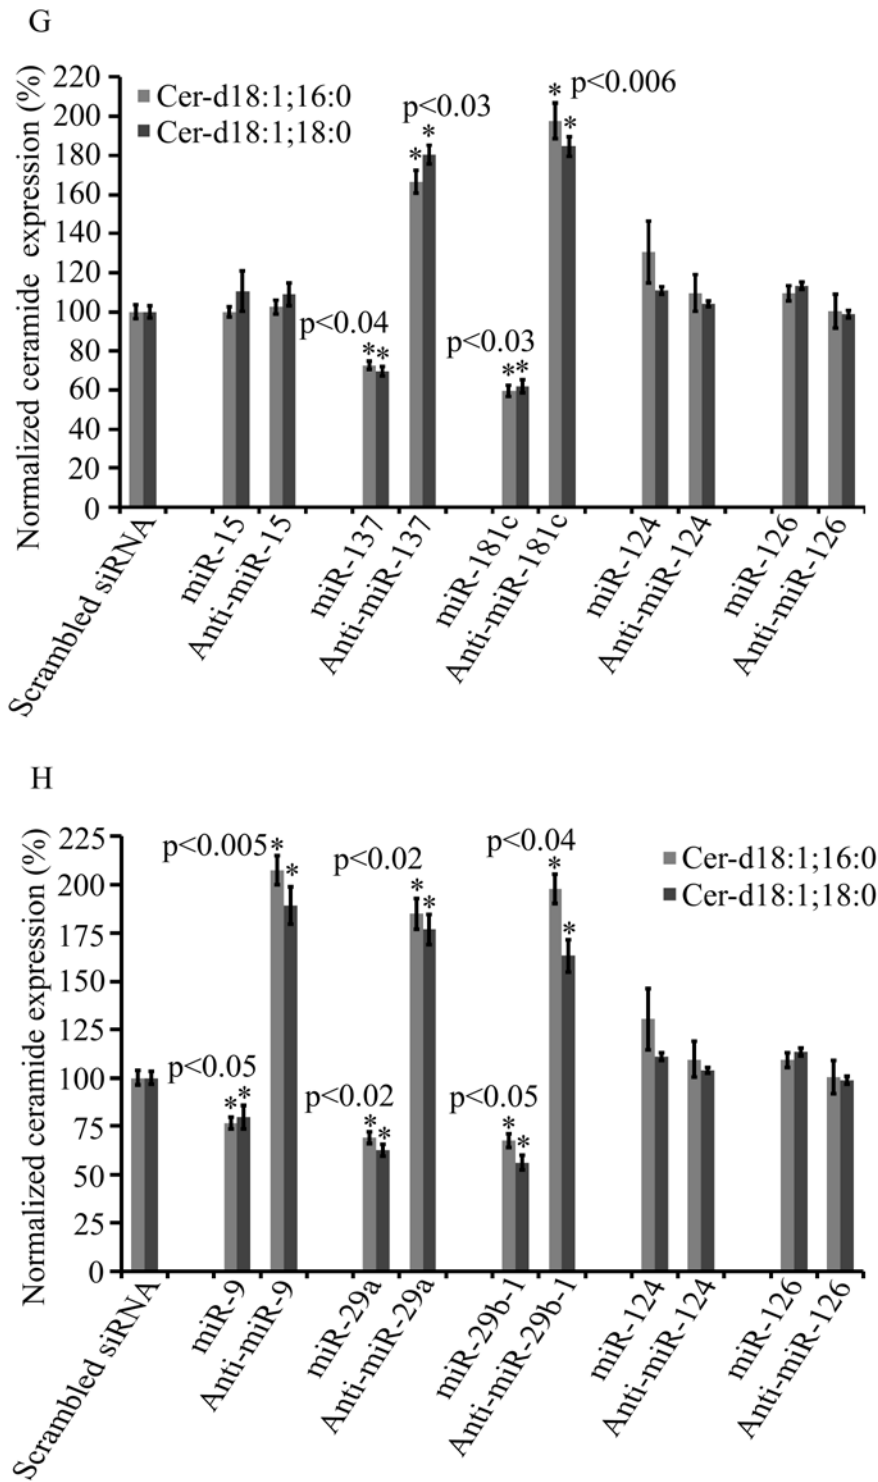 G
Normalized ceramide expression (%)
220
200
180
160
140
120
100
80
60
40
20
0
Cer-d18:1;16:0
Cer-d18:1;18:0
p<0.04
**
p<0.03
*
*
p<0.03
**
p<0.006
*
*
Scrambled siRNA
miR-15
Anti-miR-15
miR-137
Anti-miR-137
miR-181c
Anti-miR-181c
miR-124
Anti-miR-124
miR-126
Anti-miR-126
H
Normalized ceramide expression (%)
225
200
175
150
125
100
75
50
25
0
Cer-d18:1;16:0
Cer-d18:1;18:0
p<0.05
*
*
p<0.005
*
*
p<0.02
*
*
p<0.02
*
*
p<0.05
*
*
p<0.04
*
*
Scrambled siRNA
miR-9
Anti-miR-9
miR-29a
Anti-miR-29a
miR-29b-1
Anti-miR-29b-1
miR-124
Anti-miR-124
miR-126
Anti-miR-126